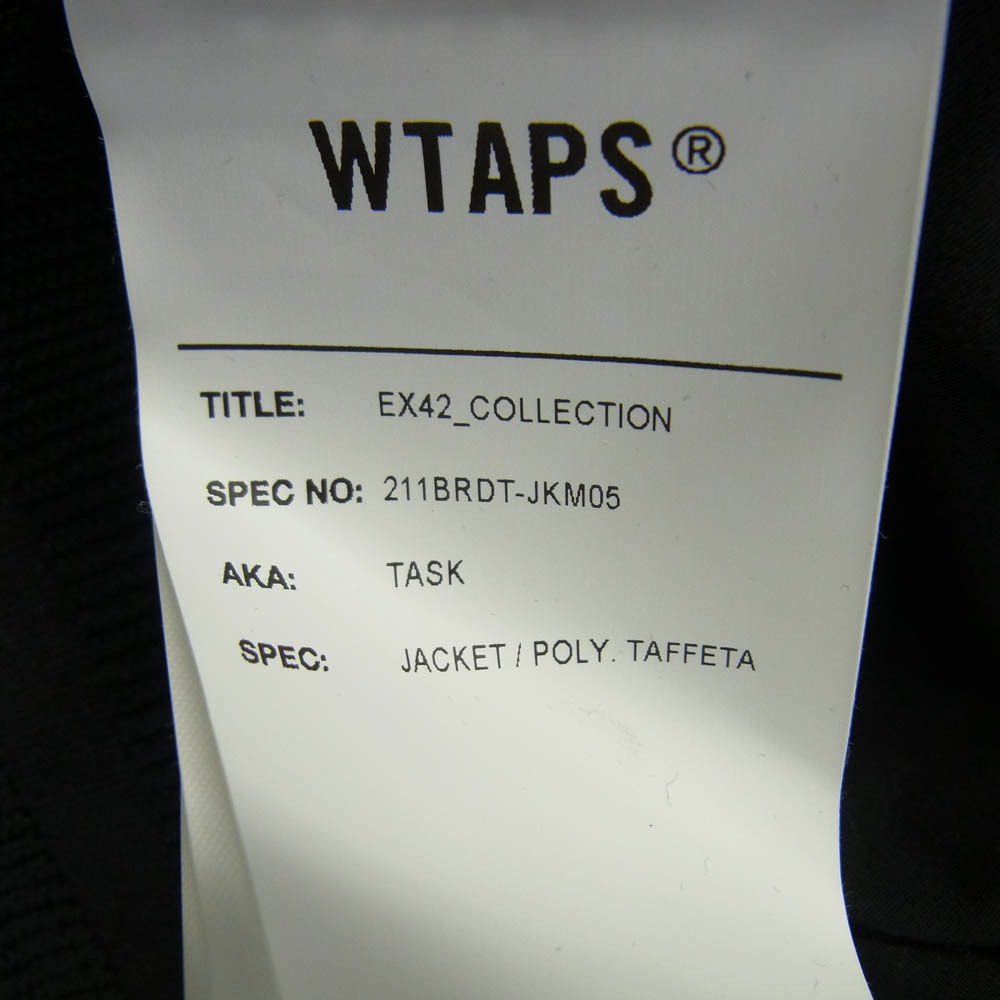 WTAPS®
TITLE: EX42_COLLECTION
SPEC NO: 211BRDT-JKM05
AKA: TASK
SPEC: JACKET / POLY. TAFFETA